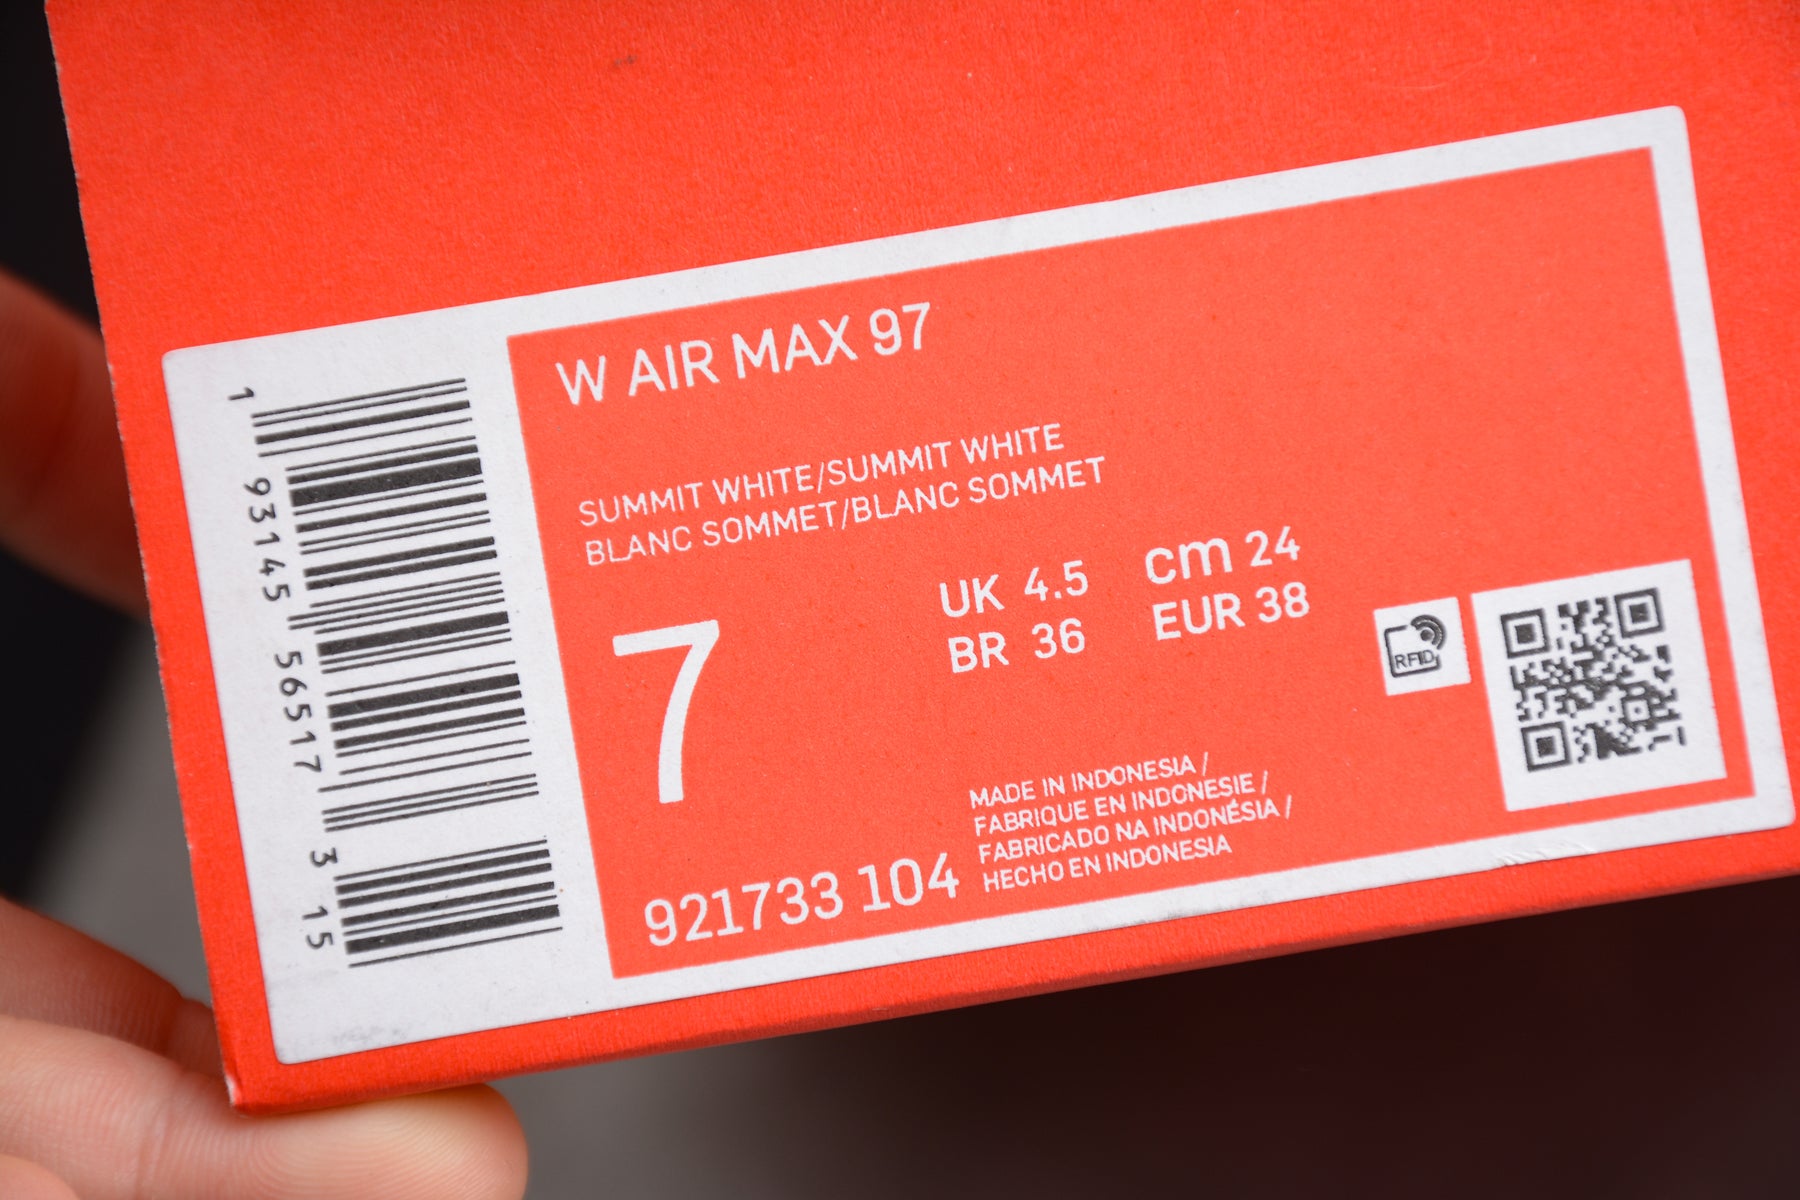 1 93145 56517 3 15
W AIR MAX 97
SUMMIT WHITE/SUMMIT WHITE
BLANC SOMMET/BLANC SOMMET
7
UK 4.5 cm 24
BR 36 EUR 38
RFID
MADE IN INDONESIA /
FABRIQUE EN INDONESIE /
FABRICADO NA INDONÉSIA /
HECHO EN INDONESIA
921733 104